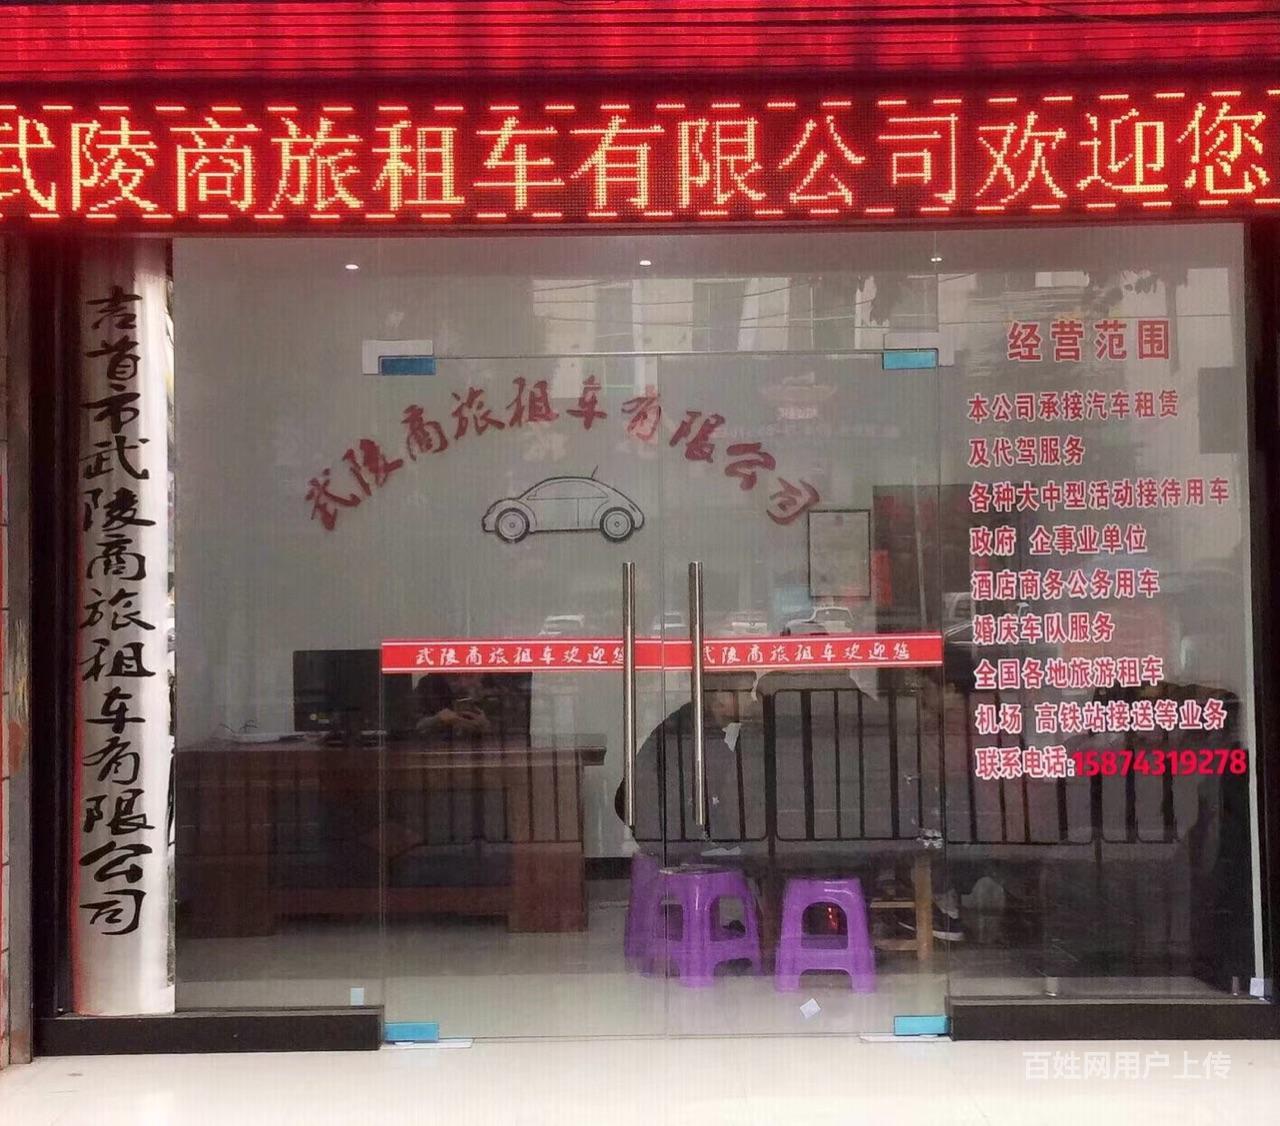 武陵商旅租车有限公司欢迎您
吉首市武陵商旅租车有限公司
武陵商旅租车有限公司
武陵商旅租车欢迎您
武陵商旅租车欢迎您
经营范围
本公司承接汽车租赁
及代驾服务
各种大中型活动接待用车
政府 企事业单位
酒店商务公务用车
婚庆车队服务
全国各地旅游租车
机场 高铁站接送等业务
联系电话:15874319278
百姓网用户上传